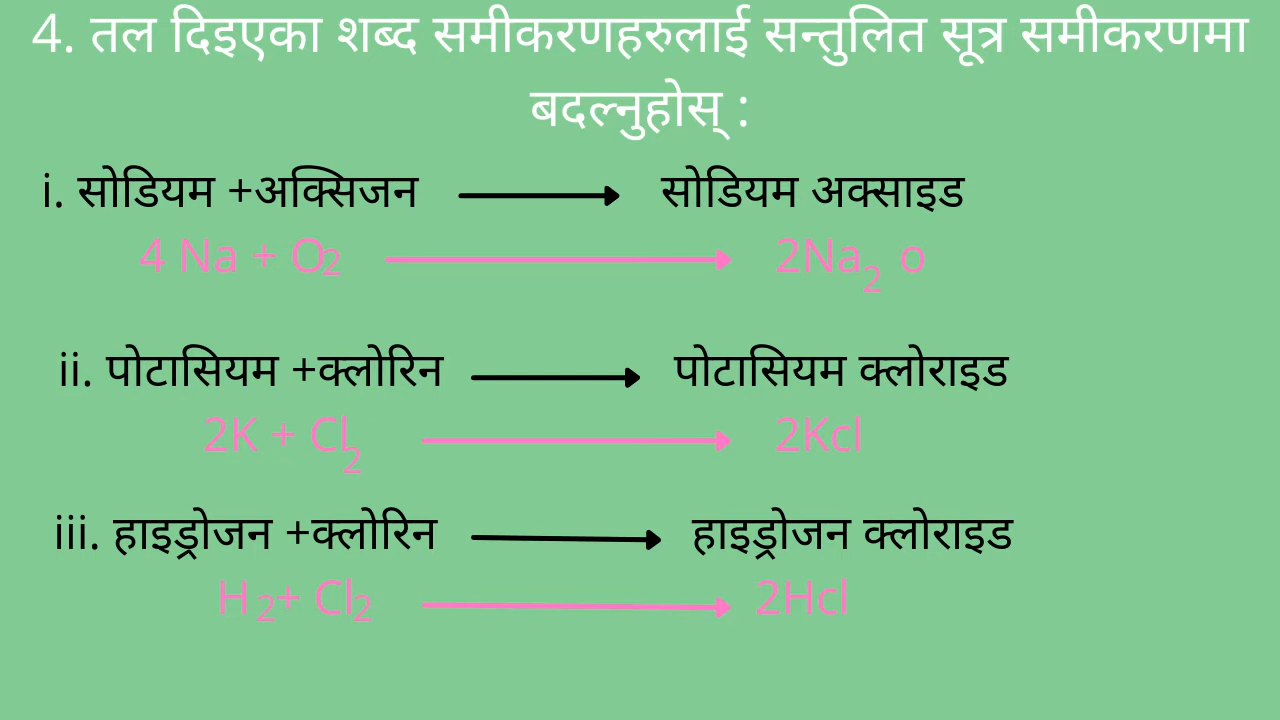 4. तल दिइएका शब्द समीकरणहरुलाई सन्तुलित सूत्र समीकरणमा
बदल्नुहोस् :
i. सोडियम +अक्सिजन ⟶ सोडियम अक्साइड
4 Na + O₂ ⟶ 2Na₂ o
ii. पोटासियम +क्लोरिन ⟶ पोटासियम क्लोराइड
2K + Cl₂ ⟶ 2Kcl
iii. हाइड्रोजन +क्लोरिन ⟶ हाइड्रोजन क्लोराइड
H₂+ Cl₂ ⟶ 2Hcl